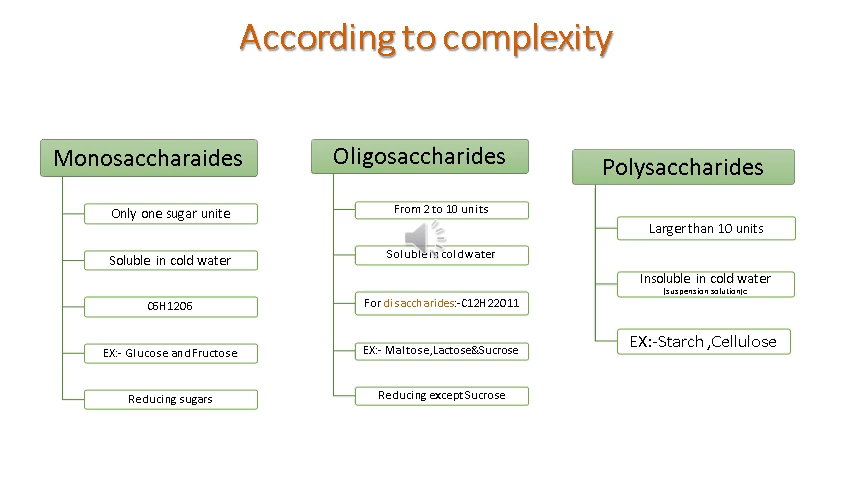 According to complexity
Monosaccharaides
Only one sugar unite
Soluble in cold water
C6H12O6
EX:- Glucose and Fructose
Reducing sugars
Oligosaccharides
From 2 to 10 units
Soluble in cold water
For disaccharides:-C12H22O11
EX:- Maltose,Lactose&Sucrose
Reducing except Sucrose
Polysaccharides
Larger than 10 units
Insoluble in cold water
(suspension solution)c
EX:-Starch ,Cellulose